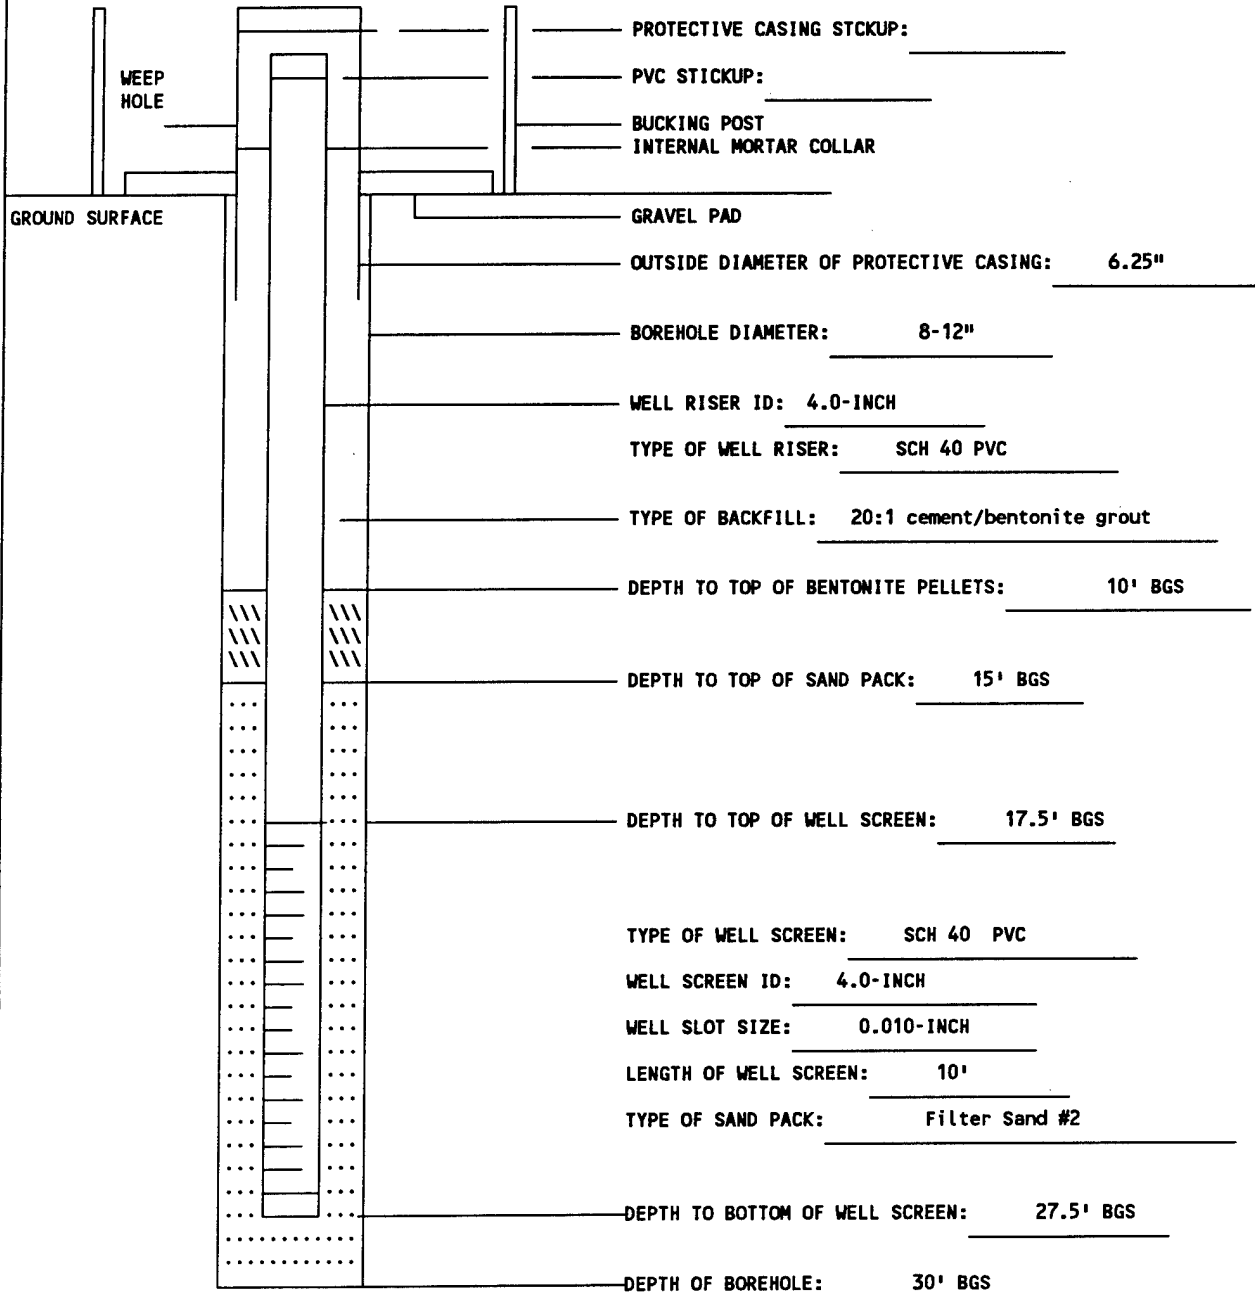 PROTECTIVE CASING STCKUP:
WEEP
HOLE
PVC STICKUP:
BUCKING POST
INTERNAL MORTAR COLLAR
GROUND SURFACE
GRAVEL PAD
OUTSIDE DIAMETER OF PROTECTIVE CASING: 6.25"
BOREHOLE DIAMETER: 8-12"
WELL RISER ID: 4.0-INCH
TYPE OF WELL RISER: SCH 40 PVC
TYPE OF BACKFILL: 20:1 cement/bentonite grout
DEPTH TO TOP OF BENTONITE PELLETS: 10' BGS
DEPTH TO TOP OF SAND PACK: 15' BGS
DEPTH TO TOP OF WELL SCREEN: 17.5' BGS
TYPE OF WELL SCREEN: SCH 40 PVC
WELL SCREEN ID: 4.0-INCH
WELL SLOT SIZE: 0.010-INCH
LENGTH OF WELL SCREEN: 10'
TYPE OF SAND PACK: Filter Sand #2
DEPTH TO BOTTOM OF WELL SCREEN: 27.5' BGS
DEPTH OF BOREHOLE: 30' BGS